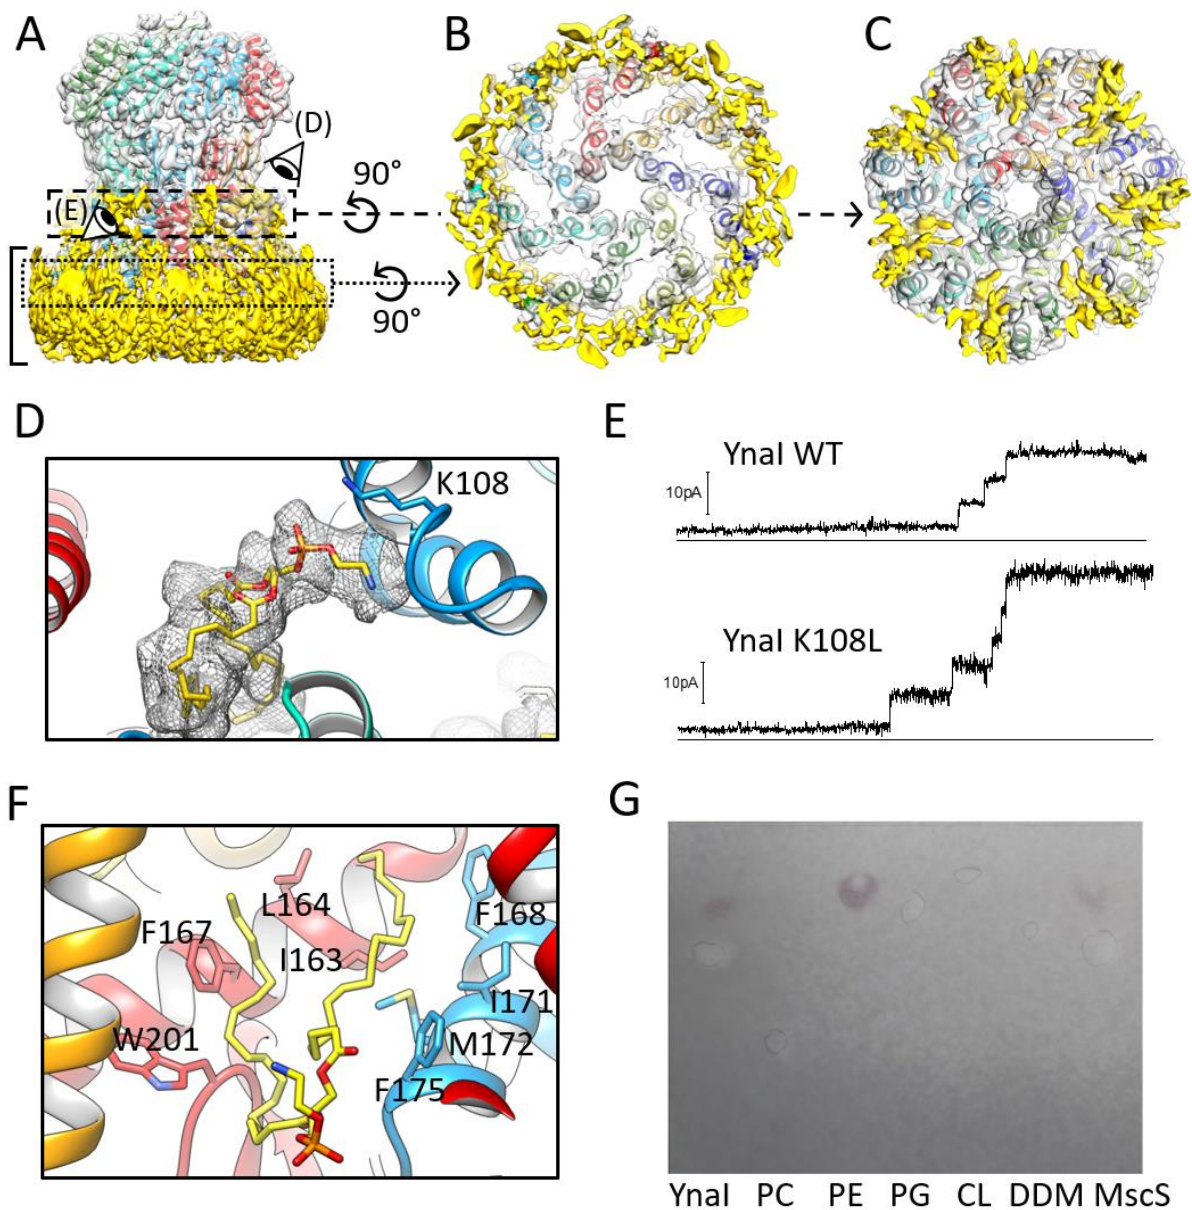 A
B
C
(D)
(E)
90°
90°
D
K108
E
YnaI WT
10pA
YnaI K108L
10pA
F
L164
F168
F167
I163
I171
W201
M172
F175
G
YnaI PC PE PG CL DDM MscS